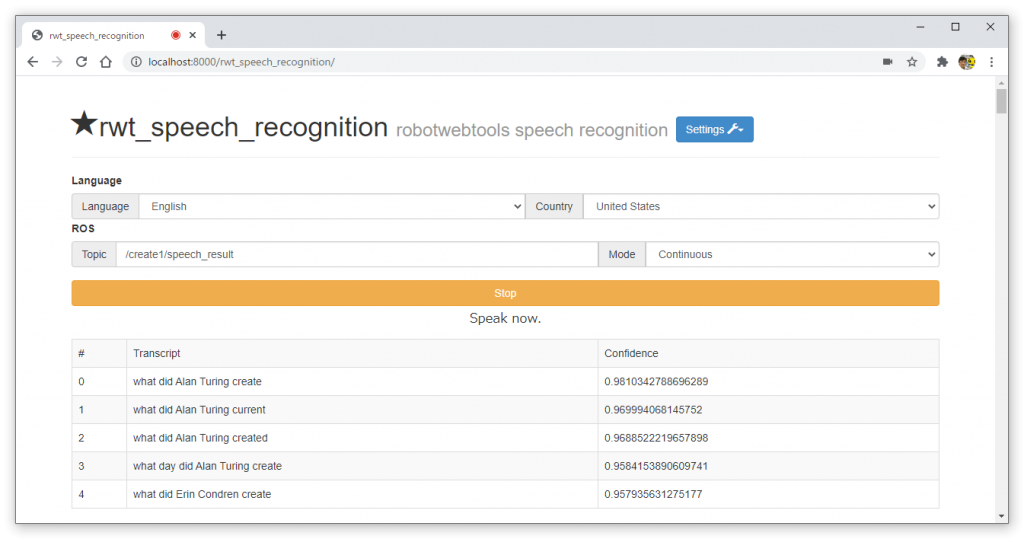 rwt_speech_recognition
localhost:8000/rwt_speech_recognition/
★rwt_speech_recognition robotwebtools speech recognition Settings
Language
Language English Country United States
ROS
Topic /create1/speech_result Mode Continuous
Stop
Speak now.
# Transcript Confidence
0 what did Alan Turing create 0.9810342788696289
1 what did Alan Turing current 0.969994068145752
2 what did Alan Turing created 0.9688522219657898
3 what day did Alan Turing create 0.9584153890609741
4 what did Erin Condren create 0.957935631275177